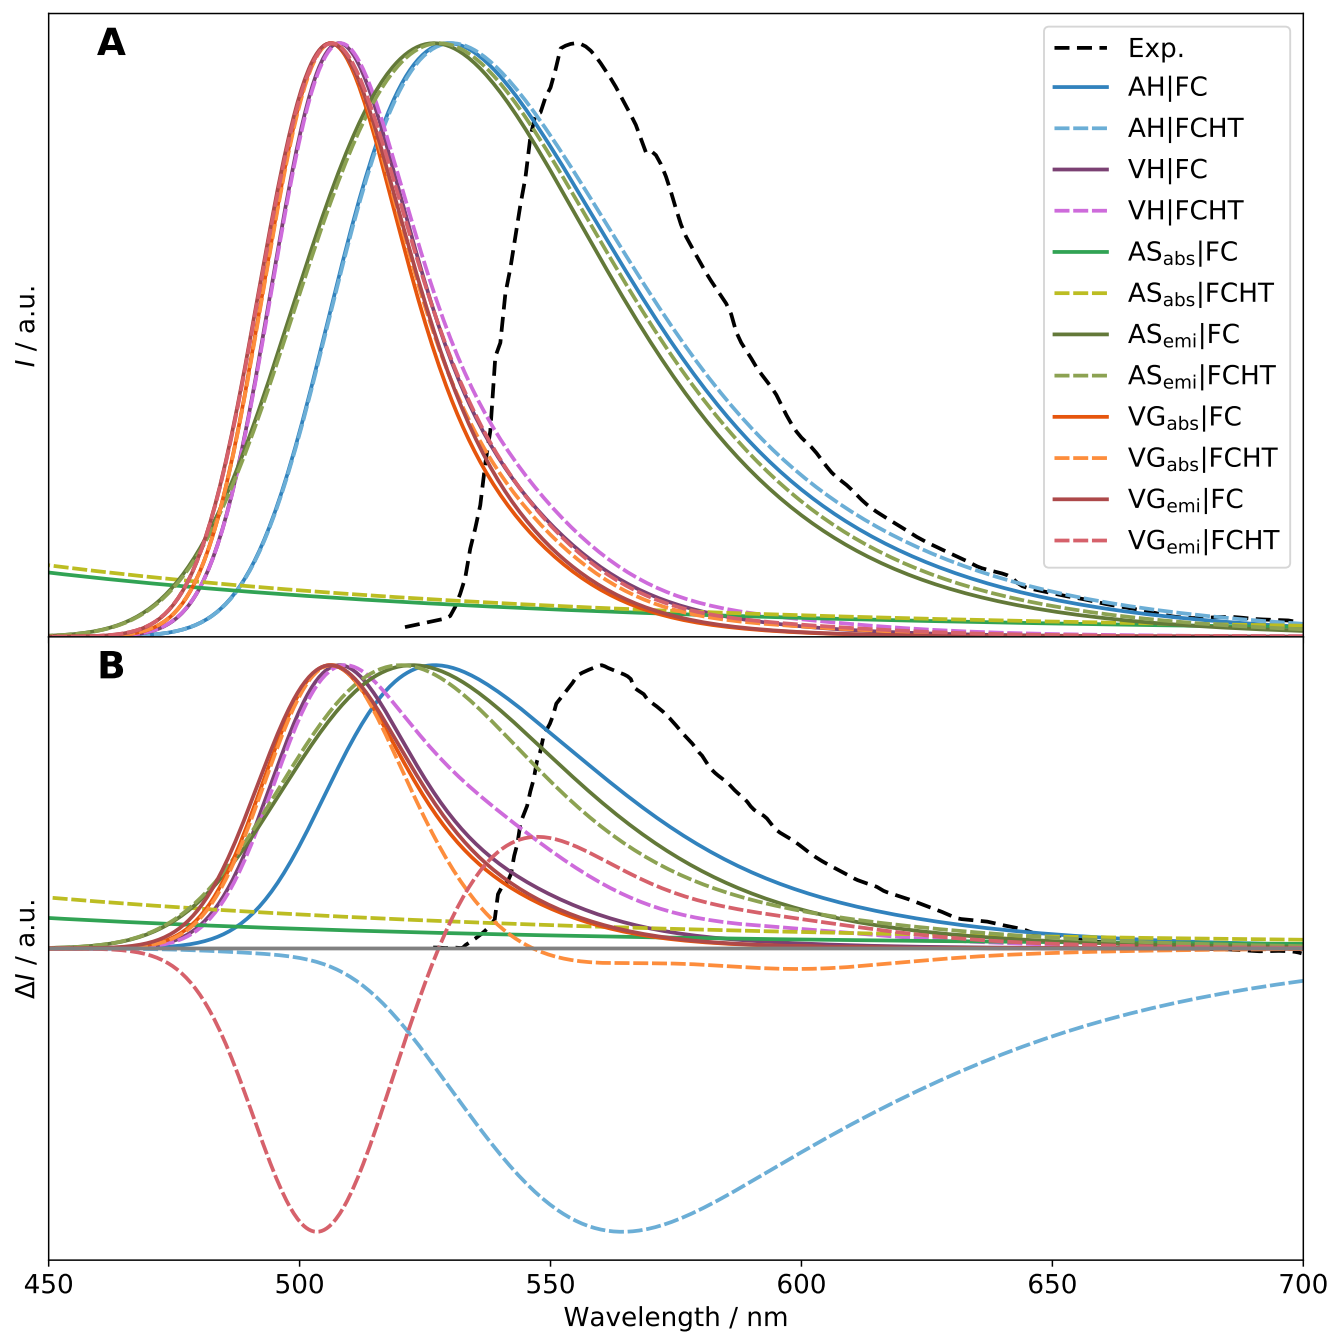 A
Exp.
AH|FC
AH|FCHT
VH|FC
VH|FCHT
ASabs|FC
ASabs|FCHT
ASemi|FC
ASemi|FCHT
VGabs|FC
VGabs|FCHT
VGemi|FC
VGemi|FCHT
I / a.u.
B
ΔI / a.u.
450 500 550 600 650 700
Wavelength / nm